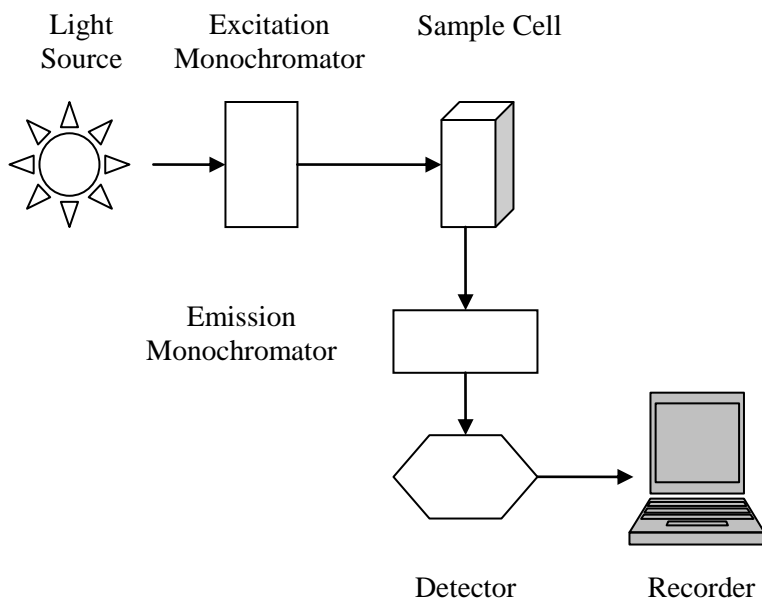 Light
Source
Excitation
Monochromator
Sample Cell
Emission
Monochromator
Detector
Recorder